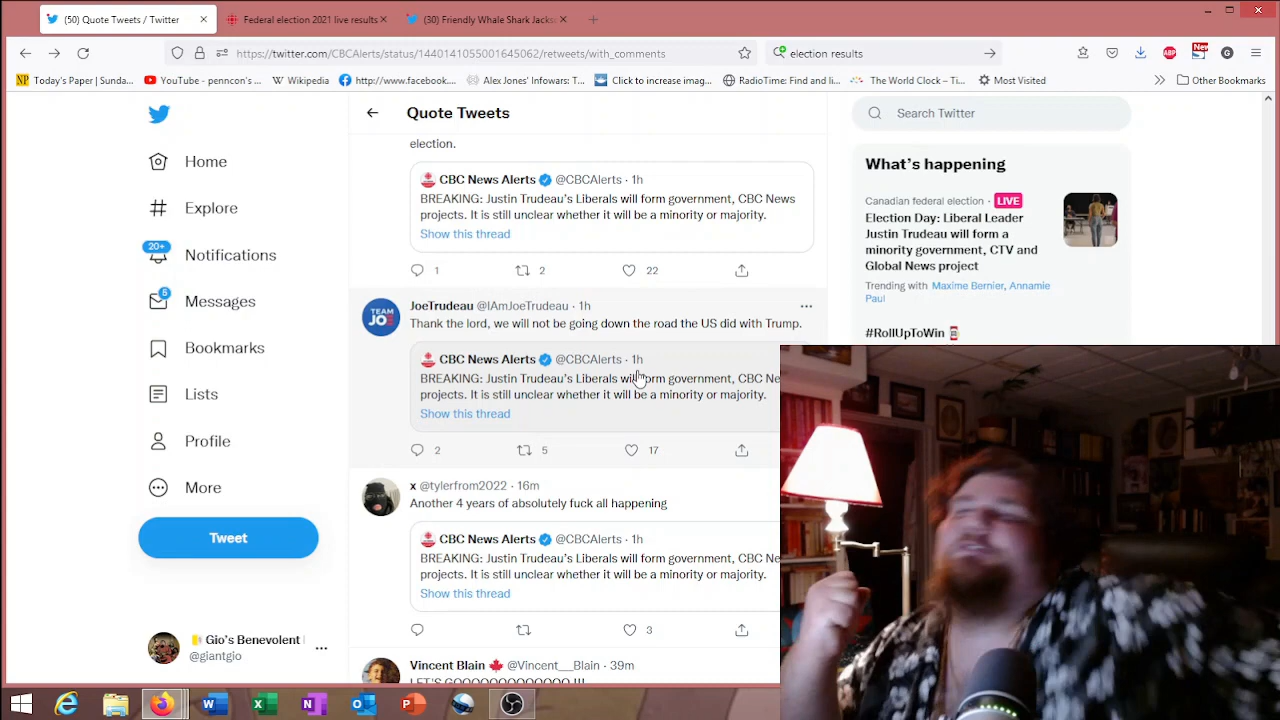 (50) Quote Tweets / Twitter
Federal election 2021 live results
(30) Friendly Whale Shark Jacks
https://twitter.com/CBCAlerts/status/1440141055001645062/retweets/with_comments
election results
New
ABP
G
NP Today's Paper | Sunda...
YouTube - pennconn...
W Wikipedia
http://www.facebook....
Alex Jones' Infowars: T...
Click to increase imag...
RadioTime: Find and li...
The World Clock – Ti...
Most Visited
Other Bookmarks
Home
Explore
20+
Notifications
6
Messages
Bookmarks
Lists
Profile
More
Tweet
Gio's Benevolent
@giantgio
Quote Tweets
election.
CBC News Alerts @CBCAlerts · 1h
BREAKING: Justin Trudeau's Liberals will form government, CBC News
projects. It is still unclear whether it will be a minority or majority.
Show this thread
1 2 22
TEAM
JOE
JoeTrudeau @IAmJoeTrudeau · 1h
Thank the lord, we will not be going down the road the US did with Trump.
CBC News Alerts @CBCAlerts · 1h
BREAKING: Justin Trudeau's Liberals will form government, CBC Ne
projects. It is still unclear whether it will be a minority or majority.
Show this thread
2 5 17
x @tylerfrom2022 · 16m
Another 4 years of absolutely fuck all happening
CBC News Alerts @CBCAlerts · 1h
BREAKING: Justin Trudeau's Liberals will form government, CBC Ne
projects. It is still unclear whether it will be a minority or majority.
Show this thread
3
Vincent Blain @Vincent__Blain · 39m
Search Twitter
What's happening
Canadian federal election · LIVE
Election Day: Liberal Leader
Justin Trudeau will form a
minority government, CTV and
Global News project
Trending with Maxime Bernier, Annamie
Paul
#RollUpToWin